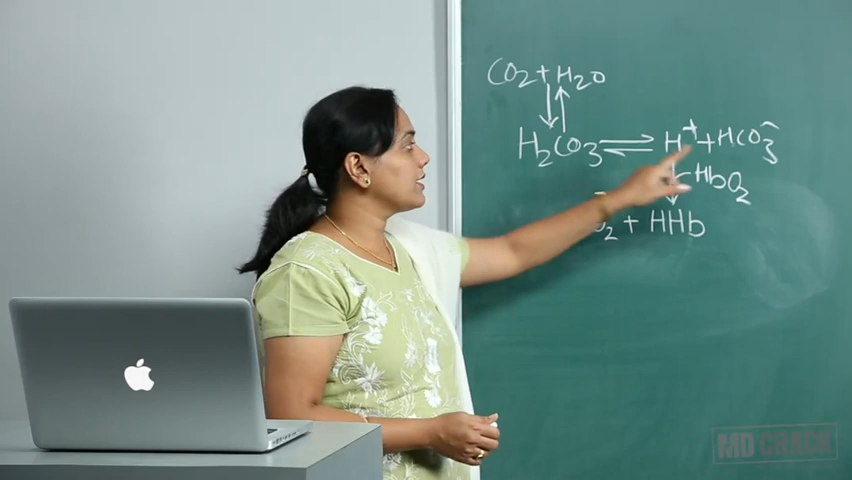 CO₂ + H₂O
H₂CO₃ ⇌ H⁺ + HCO₃⁻
HbO₂
O₂ + HHb
MD CRACK